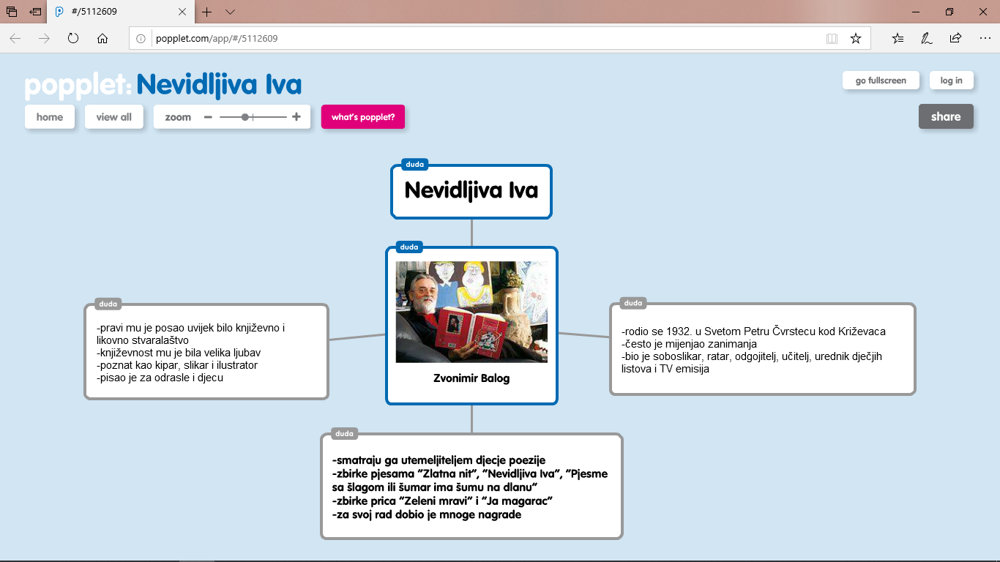 #/5112609
popplet.com/app/#/5112609
popplet: Nevidljiva Iva
go fullscreen
log in
home
view all
zoom
what's popplet?
share
duda
Nevidljiva Iva
duda
Zvonimir Balog
duda
-pravi mu je posao uvijek bilo književno i
likovno stvaralaštvo
-književnost mu je bila velika ljubav
-poznat kao kipar, slikar i ilustrator
-pisao je za odrasle i djecu
duda
-rodio se 1932. u Svetom Petru Čvrstecu kod Križevaca
-često je mijenjao zanimanja
-bio je soboslikar, ratar, odgojitelj, učitelj, urednik dječjih
listova i TV emisija
duda
-smatraju ga utemeljiteljem djecje poezije
-zbirke pjesama "Zlatna nit", "Nevidljiva Iva", "Pjesme
sa šlagom ili šumar ima šumu na dlanu"
-zbirke prica "Zeleni mravi" i "Ja magarac"
-za svoj rad dobio je mnoge nagrade